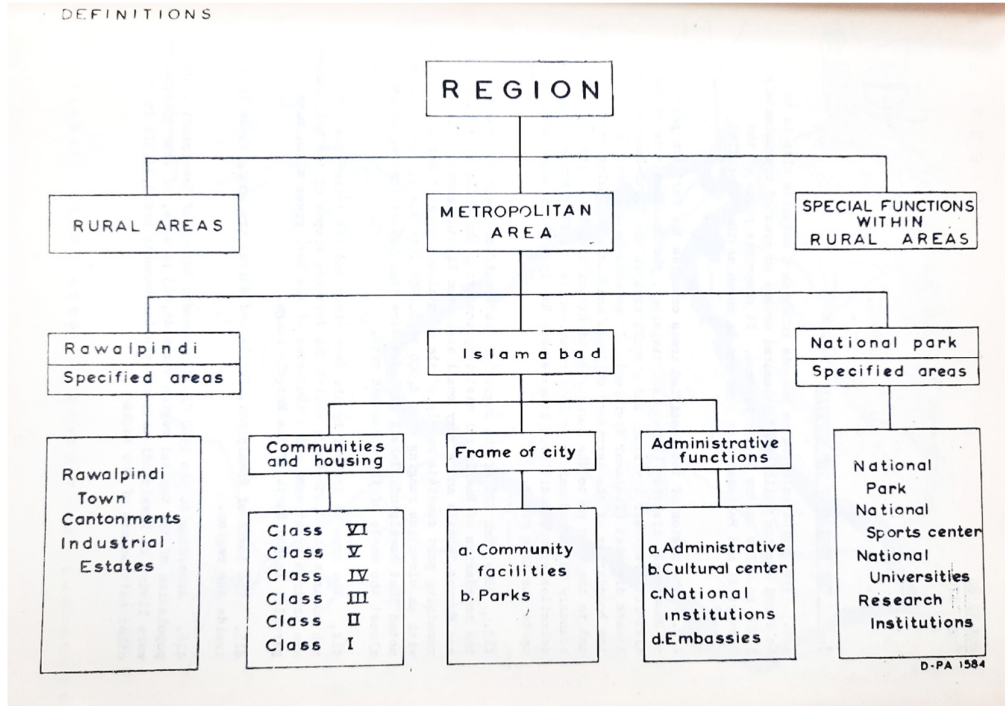 DEFINITIONS
REGION
RURAL AREAS
METROPOLITAN
AREA
SPECIAL FUNCTIONS
WITHIN
RURAL AREAS
Rawalpindi
Specified areas
Islamabad
National park
Specified areas
Rawalpindi
Town
Cantonments
Industrial
Estates
Communities
and housing
Class VI
Class V
Class IV
Class III
Class II
Class I
Frame of city
a. Community
facilities
b. Parks
Administrative
functions
a. Administrative
b. Cultural center
c. National
institutions
d. Embassies
National
Park
National
Sports center
National
Universities
Research
Institutions
D-PA 1584